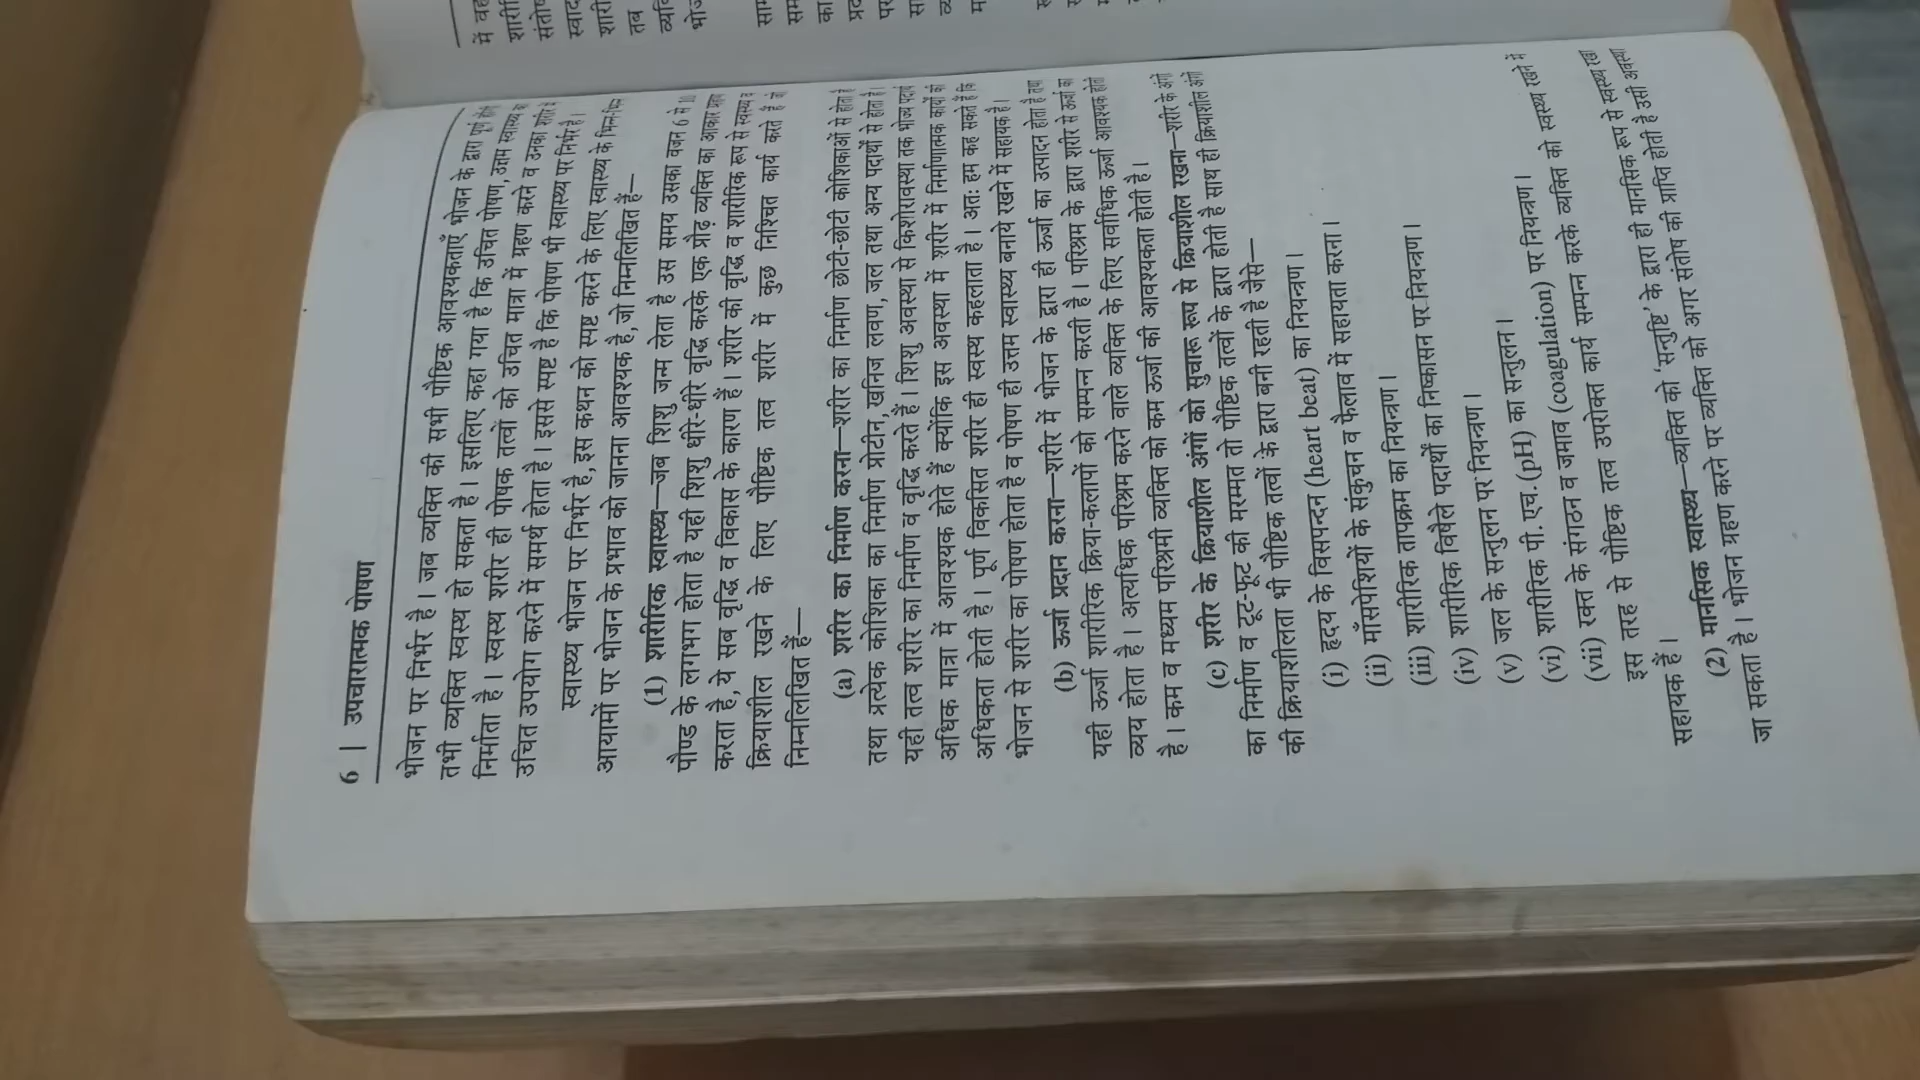 6 | उपचारात्मक पोषण
भोजन पर निर्भर है। जब व्यक्ति की सभी पौष्टिक आवश्यकताएँ भोजन के द्वारा पूर्ण
तभी व्यक्ति स्वस्थ हो सकता है। इसलिए कहा गया है कि उचित पोषण, उत्तम स्वास्थ्य का
निर्माता है। स्वस्थ शरीर ही पोषक तत्वों को उचित मात्रा में ग्रहण करने व उनका शरीर में
उचित उपयोग करने में समर्थ होता है। इससे स्पष्ट है कि पोषण भी स्वास्थ्य पर निर्भर है।
स्वास्थ्य भोजन पर निर्भर है, इस कथन को स्पष्ट करने के लिए स्वास्थ्य के भिन्न-भिन्न
आयामों पर भोजन के प्रभाव को जानना आवश्यक है, जो निम्नलिखित हैं—
(1) शारीरिक स्वास्थ्य—जब शिशु जन्म लेता है उस समय उसका वजन 6 से 10
पौण्ड के लगभग होता है यही शिशु धीरे-धीरे वृद्धि करके एक प्रौढ़ व्यक्ति का आकार ग्रहण
करता है, ये सब वृद्धि व विकास के कारण हैं। शरीर की वृद्धि व शारीरिक रूप से स्वस्थ व
क्रियाशील रखने के लिए पौष्टिक तत्व शरीर में कुछ निश्चित कार्य करते हैं जो
निम्नलिखित हैं—
(a) शरीर का निर्माण करना—शरीर का निर्माण छोटी-छोटी कोशिकाओं से होता है
तथा प्रत्येक कोशिका का निर्माण प्रोटीन, खनिज लवण, जल तथा अन्य पदार्थों से होता है।
यही तत्व शरीर का निर्माण व वृद्धि करते हैं। शिशु अवस्था से किशोरावस्था तक भोज्य पदार्थ
अधिक मात्रा में आवश्यक होते हैं क्योंकि इस अवस्था में शरीर में निर्माणात्मक कार्यों की
अधिकता होती है। पूर्ण विकसित शरीर ही स्वस्थ कहलाता है। अतः हम कह सकते हैं कि
भोजन से शरीर का पोषण होता है व पोषण ही उत्तम स्वास्थ्य बनाये रखने में सहायक है।
(b) ऊर्जा प्रदान करना—शरीर में भोजन के द्वारा ही ऊर्जा का उत्पादन होता है तथा
यही ऊर्जा शारीरिक क्रिया-कलापों को सम्पन्न करती है। परिश्रम के द्वारा शरीर से ऊर्जा का
व्यय होता है। अत्यधिक परिश्रम करने वाले व्यक्ति के लिए सर्वाधिक ऊर्जा आवश्यक होती
है। कम व मध्यम परिश्रमी व्यक्ति को कम ऊर्जा की आवश्यकता होती है।
(c) शरीर के क्रियाशील अंगों को सुचारू रूप से क्रियाशील रखना—शरीर के अंगों
का निर्माण व टूट-फूट की मरम्मत तो पौष्टिक तत्वों के द्वारा होती है साथ ही क्रियाशील अंगों
की क्रियाशीलता भी पौष्टिक तत्वों के द्वारा बनी रहती है जैसे—
(i) हृदय के विसपन्दन (heart beat) का नियन्त्रण।
(ii) माँसपेशियों के संकुचन व फैलाव में सहायता करना।
(iii) शारीरिक तापक्रम का नियन्त्रण।
(iv) शारीरिक विषैले पदार्थों का निष्कासन पर नियन्त्रण।
(v) जल के सन्तुलन पर नियन्त्रण।
(vi) शारीरिक पी. एच. (pH) का सन्तुलन।
(vii) रक्त के संगठन व जमाव (coagulation) पर नियन्त्रण।
इस तरह से पौष्टिक तत्व उपरोक्त कार्य सम्पन्न करके व्यक्ति को स्वस्थ्य रखने में
सहायक हैं।
(2) मानसिक स्वास्थ्य—व्यक्ति को 'सन्तुष्टि' के द्वारा ही मानसिक रूप से स्वस्थ्य रखा
जा सकता है। भोजन ग्रहण करने पर व्यक्ति को अगर संतोष की प्राप्ति होती है उसी अवस्था